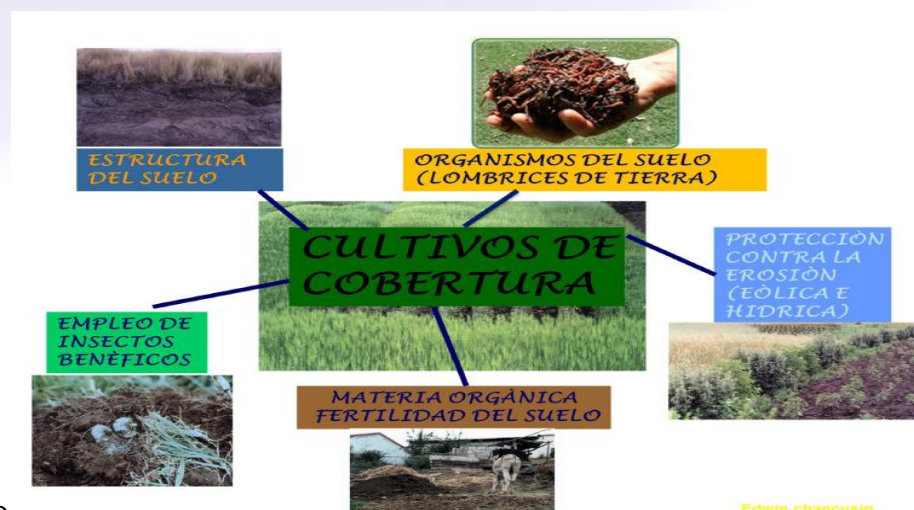 ESTRUCTURA
DEL SUELO
ORGANISMOS DEL SUELO
(LOMBRICES DE TIERRA)
CULTIVOS DE
COBERTURA
PROTECCIÒN
CONTRA LA
EROSIÒN
(EÒLICA E
HIDRICA)
EMPLEO DE
INSECTOS
BENÈFICOS
MATERIA ORGÀNICA
FERTILIDAD DEL SUELO